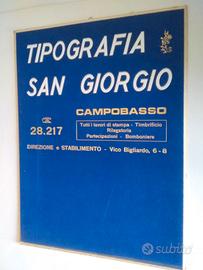 TIPOGRAFIA
SAN GIORGIO
CAMPOBASSO
28.217
Tutti i lavori di stampa - Timbrificio
Rilegatoria
Partecipazioni - Bomboniere
DIREZIONE e STABILIMENTO - Vico Bigliardo, 6-8
subito